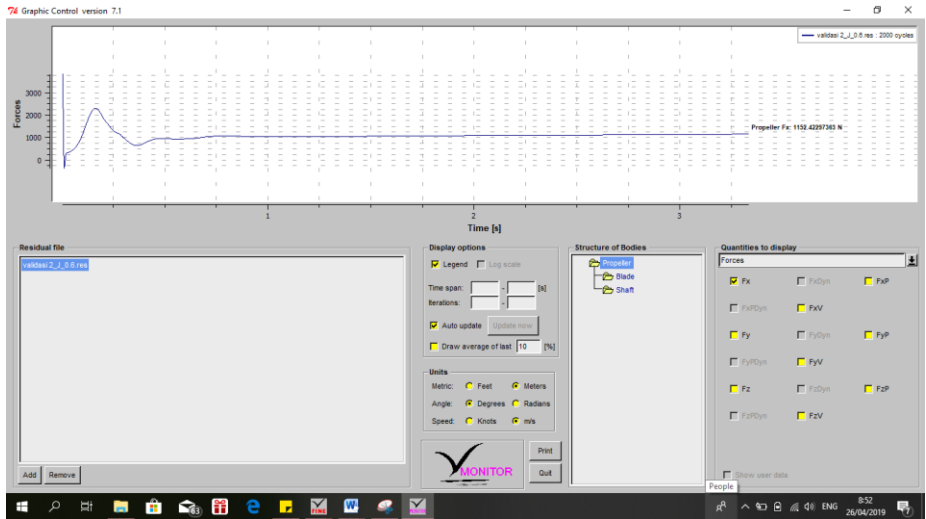 Graphic Control version 7.1
validasi 2_J_0.6.res : 2000 cycles
3000
2000
1000
0
Forces
Propeller Fx: 1152.42297363 N
1
2
3
Time [s]
Residual file
validasi 2_J_0.6.res
Add
Remove
Display options
Legend
Log scale
Time span:
-
[s]
Iterations:
-
Auto update
Update now
Draw average of last 10 [%]
Units
Metric: Feet Meters
Angle: Degrees Radians
Speed: Knots m/s
MONITOR
Print
Quit
Structure of Bodies
Propeller
Blade
Shaft
Quantities to display
Forces
Fx FxDyn FxP
FxPDyn FxV
Fy FyDyn FyP
FyPDyn FyV
Fz FzDyn FzP
FzPDyn FzV
Show user data
People
63
FINE
W
ENG
8:52
26/04/2019